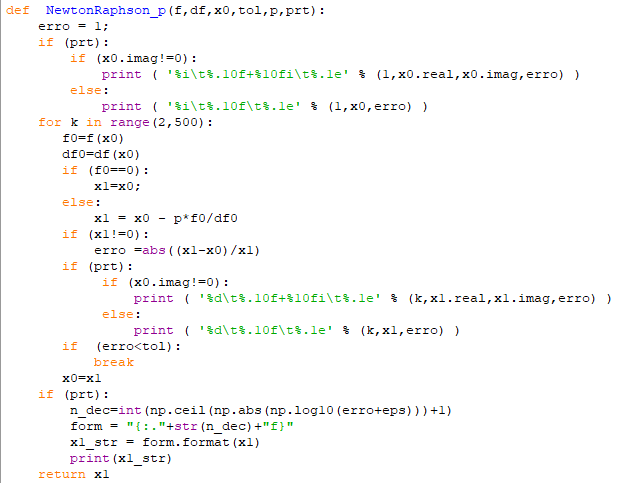 def  NewtonRaphson_p(f,df,x0,tol,p,prt):
    erro = 1;
    if (prt):
        if (x0.imag!=0):
            print ( '%i\t%.10f+%10fi\t%.1e' % (1,x0.real,x0.imag,erro) )
        else:
            print ( '%i\t%.10f\t%.1e' % (1,x0,erro) )
    for k in range(2,500):
       f0=f(x0)
       df0=df(x0)
       if (f0==0):
           x1=x0;
       else:
           x1 = x0 - p*f0/df0
       if (x1!=0):
           erro =abs((x1-x0)/x1)
       if (prt):
            if (x0.imag!=0):
                print ( '%d\t%.10f+%10fi\t%.1e' % (k,x1.real,x1.imag,erro) )
            else:
                print ( '%d\t%.10f\t%.1e' % (k,x1,erro) )
       if  (erro<tol):
           break
       x0=x1
    if (prt):
        n_dec=int(np.ceil(np.abs(np.log10(erro+eps)))+1)
        form = "{:."+str(n_dec)+"f}"
        x1_str = form.format(x1)
        print(x1_str)
    return x1